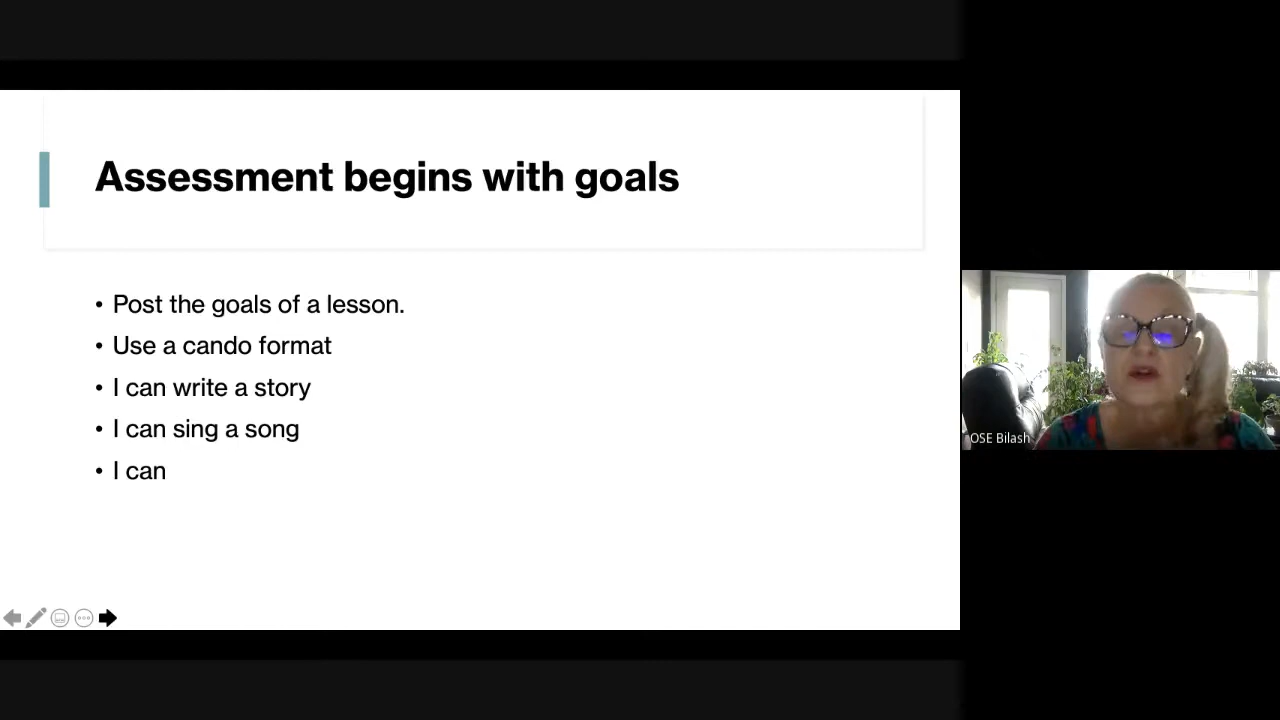 Assessment begins with goals
• Post the goals of a lesson.
• Use a cando format
• I can write a story
• I can sing a song
• I can
OSE Bilash